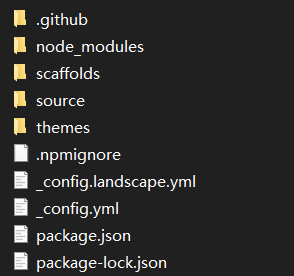 .github
node_modules
scaffolds
source
themes
.npmignore
_config.landscape.yml
_config.yml
package.json
package-lock.json